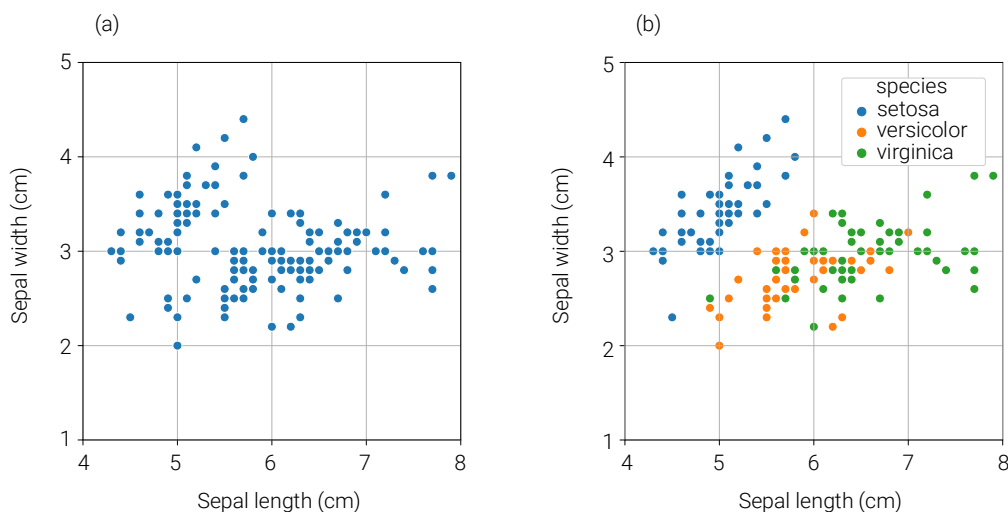 (a)
5
4
3
2
1
4
5
6
7
8
Sepal width (cm)
Sepal length (cm)
(b)
species
setosa
versicolor
virginica
5
4
3
2
1
4
5
6
7
8
Sepal width (cm)
Sepal length (cm)